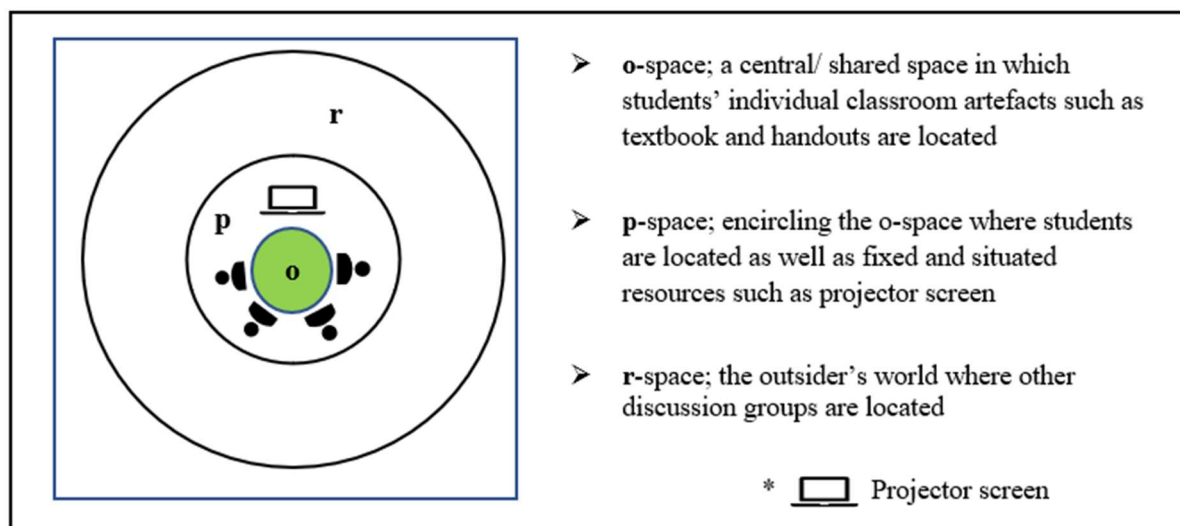 r
p
o
➢ o-space; a central/ shared space in which
students’ individual classroom artefacts such as
textbook and handouts are located
➢ p-space; encircling the o-space where students
are located as well as fixed and situated
resources such as projector screen
➢ r-space; the outsider’s world where other
discussion groups are located
* Projector screen